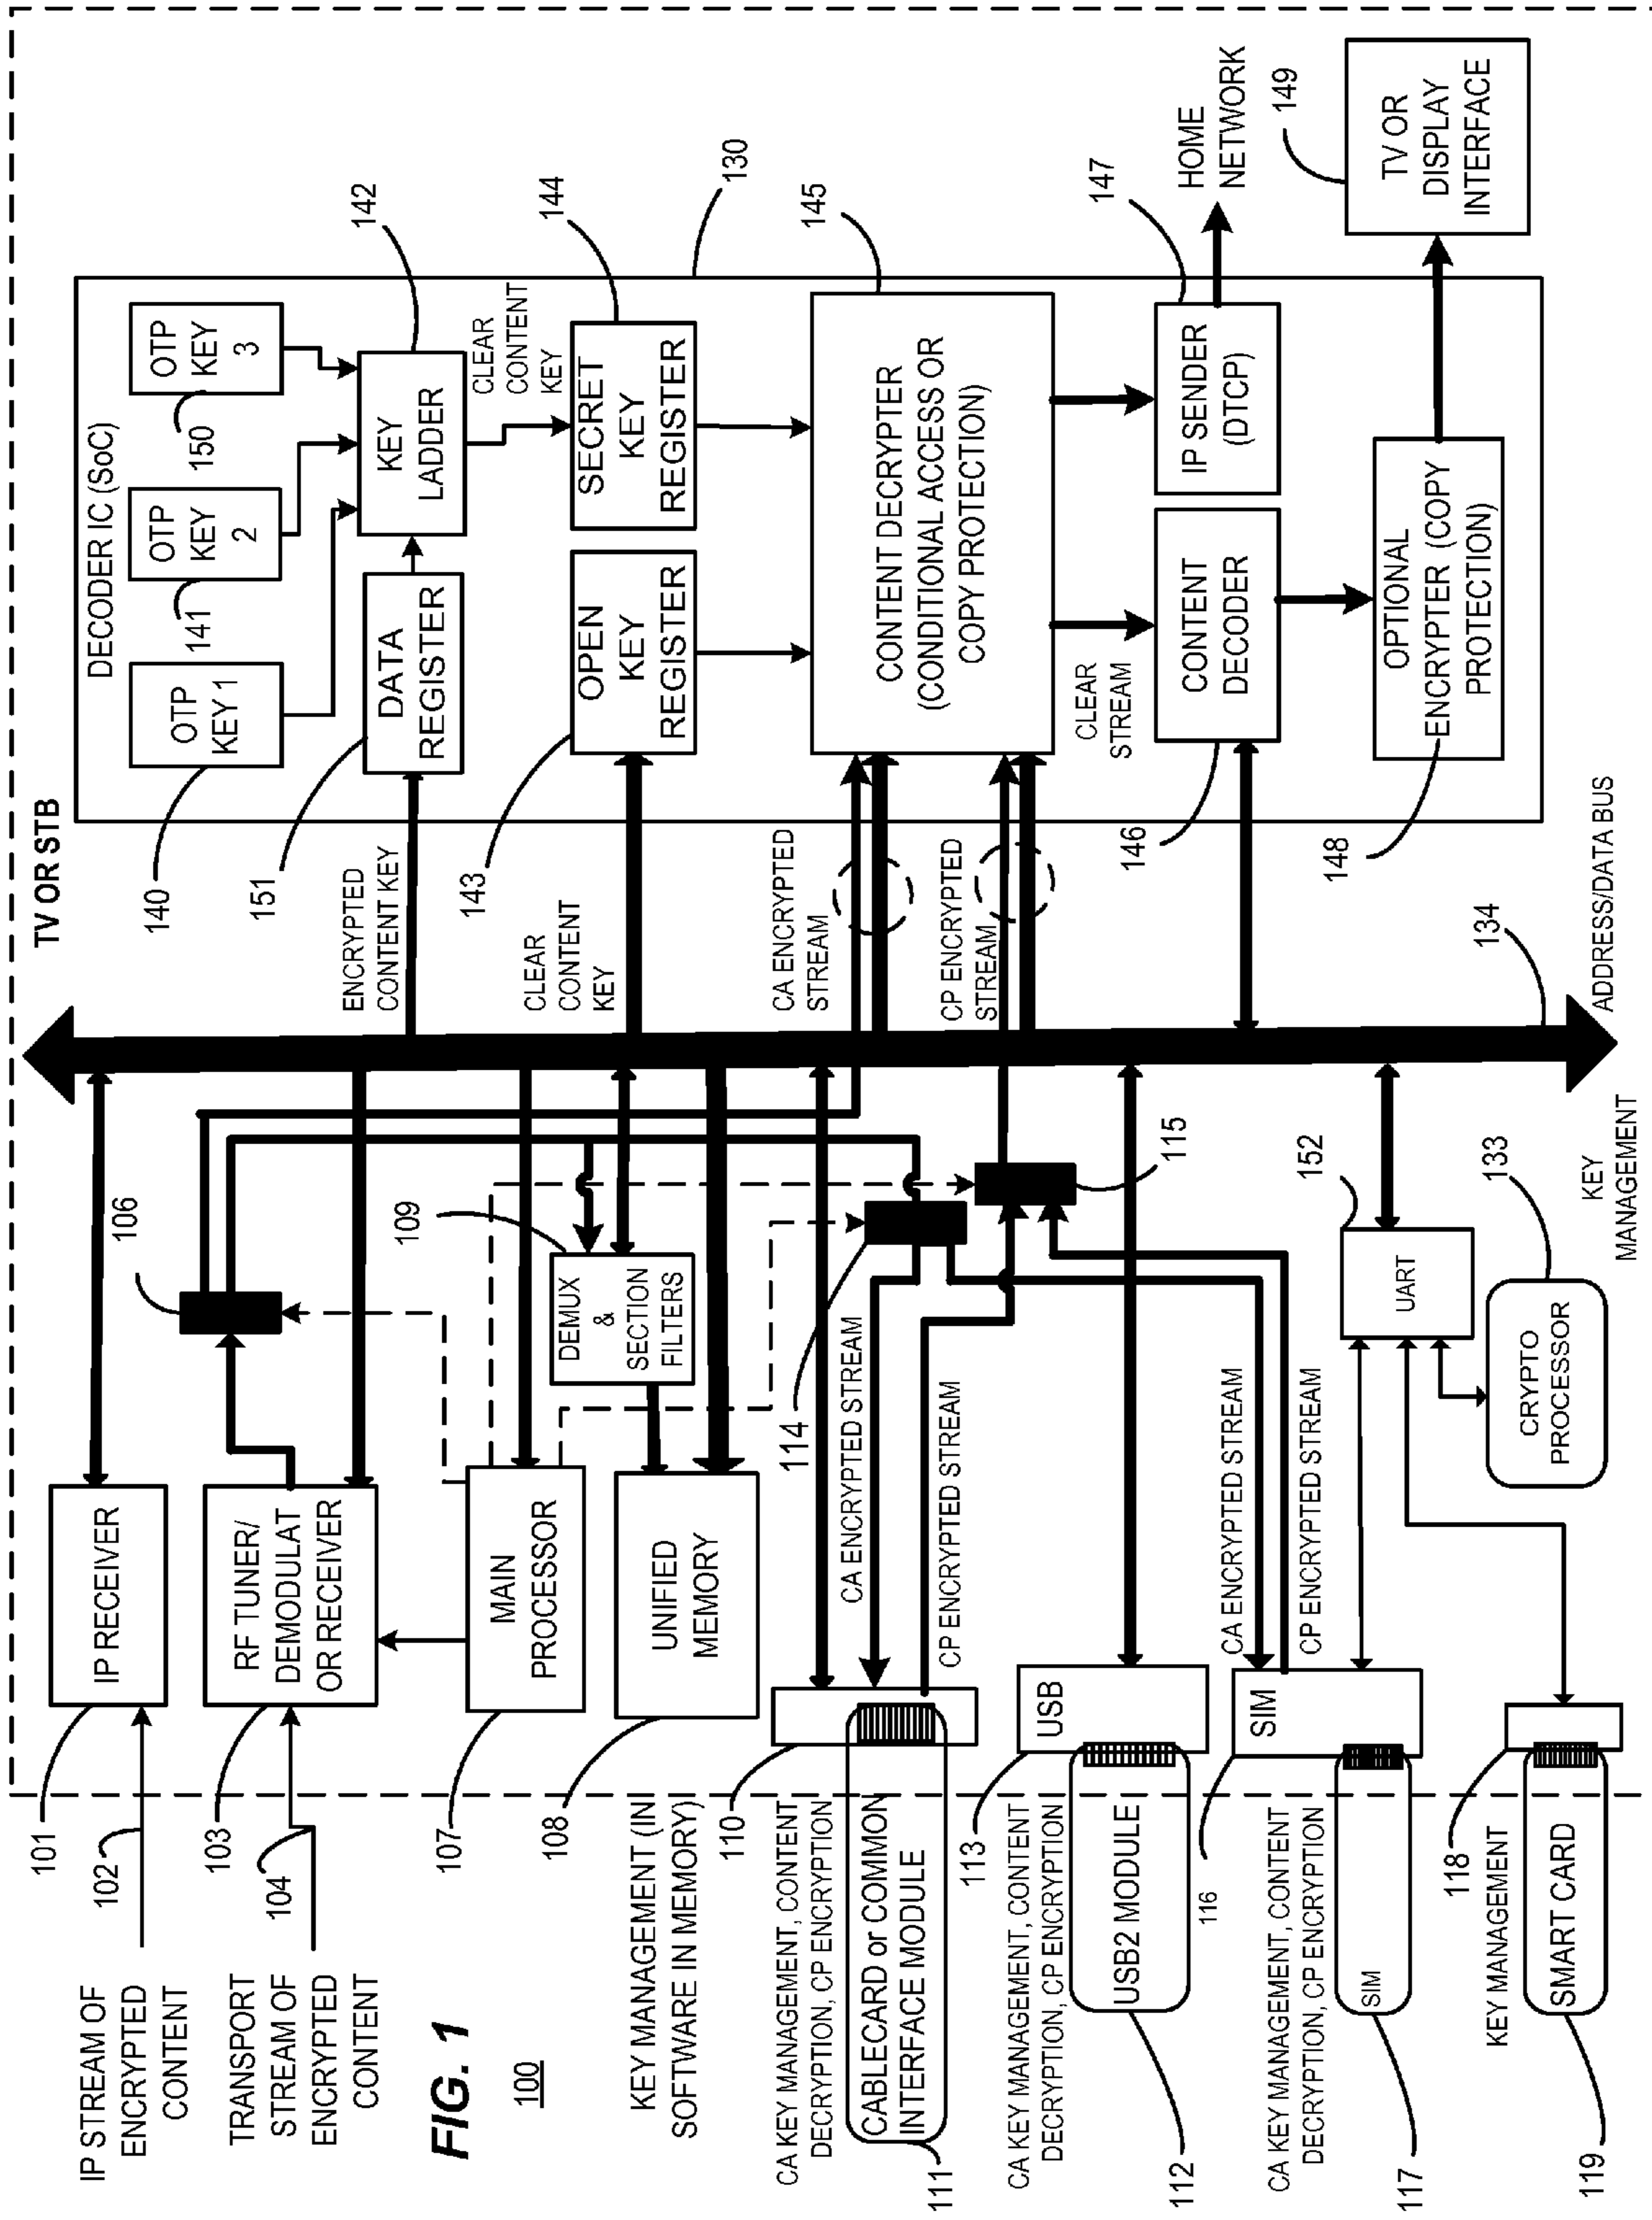 TV OR STB
IP STREAM OF
ENCRYPTED
CONTENT
102
101
IP RECEIVER
TRANSPORT
STREAM OF
ENCRYPTED
CONTENT
104
103
RF TUNER/
DEMODULAT
OR RECEIVER
106
FIG. 1
100
107
MAIN
PROCESSOR
109
DEMUX
&
SECTION
FILTERS
KEY MANAGEMENT (IN
SOFTWARE IN MEMORY)
108
UNIFIED
MEMORY
110
CA KEY MANAGEMENT, CONTENT
DECRYPTION, CP ENCRYPTION
CABLECARD or COMMON
INTERFACE MODULE
111
114
CA ENCRYPTED STREAM
CP ENCRYPTED STREAM
115
113
CA KEY MANAGEMENT, CONTENT
DECRYPTION, CP ENCRYPTION
USB2 MODULE
112
USB
116
CA KEY MANAGEMENT, CONTENT
DECRYPTION, CP ENCRYPTION
SIM
117
SIM
CA ENCRYPTED STREAM
CP ENCRYPTED STREAM
118
KEY MANAGEMENT
SMART CARD
119
152
UART
133
CRYPTO
PROCESSOR
KEY
MANAGEMENT
134
ADDRESS/DATA BUS
ENCRYPTED
CONTENT KEY
CLEAR
CONTENT
KEY
CA ENCRYPTED
STREAM
CP ENCRYPTED
STREAM
DECODER IC (SoC)
130
140
OTP
KEY 1
141
OTP
KEY
2
150
OTP
KEY
3
151
DATA
REGISTER
142
KEY
LADDER
CLEAR
CONTENT
KEY
143
OPEN
KEY
REGISTER
144
SECRET
KEY
REGISTER
145
CONTENT DECRYPTER
(CONDITIONAL ACCESS OR
COPY PROTECTION)
CLEAR
STREAM
146
CONTENT
DECODER
147
IP SENDER
(DTCP)
HOME
NETWORK
148
OPTIONAL
ENCRYPTER (COPY
PROTECTION)
149
TV OR
DISPLAY
INTERFACE